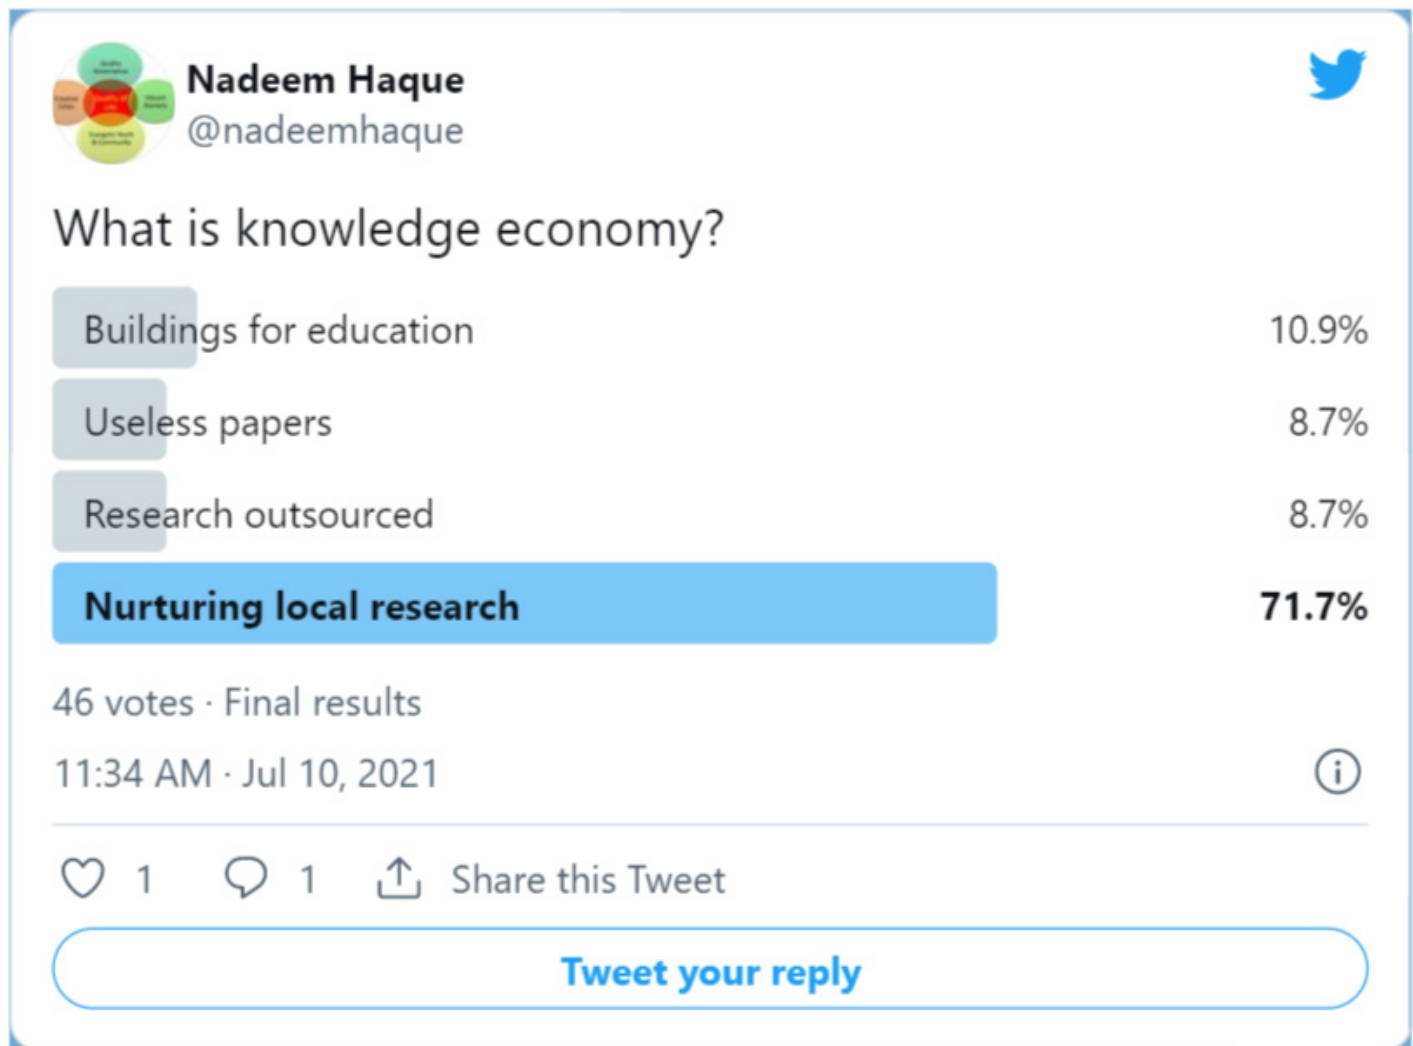 Nadeem Haque
@nadeemhaque
What is knowledge economy?
Buildings for education 10.9%
Useless papers 8.7%
Research outsourced 8.7%
Nurturing local research 71.7%
46 votes · Final results
11:34 AM · Jul 10, 2021
1 1 Share this Tweet
Tweet your reply